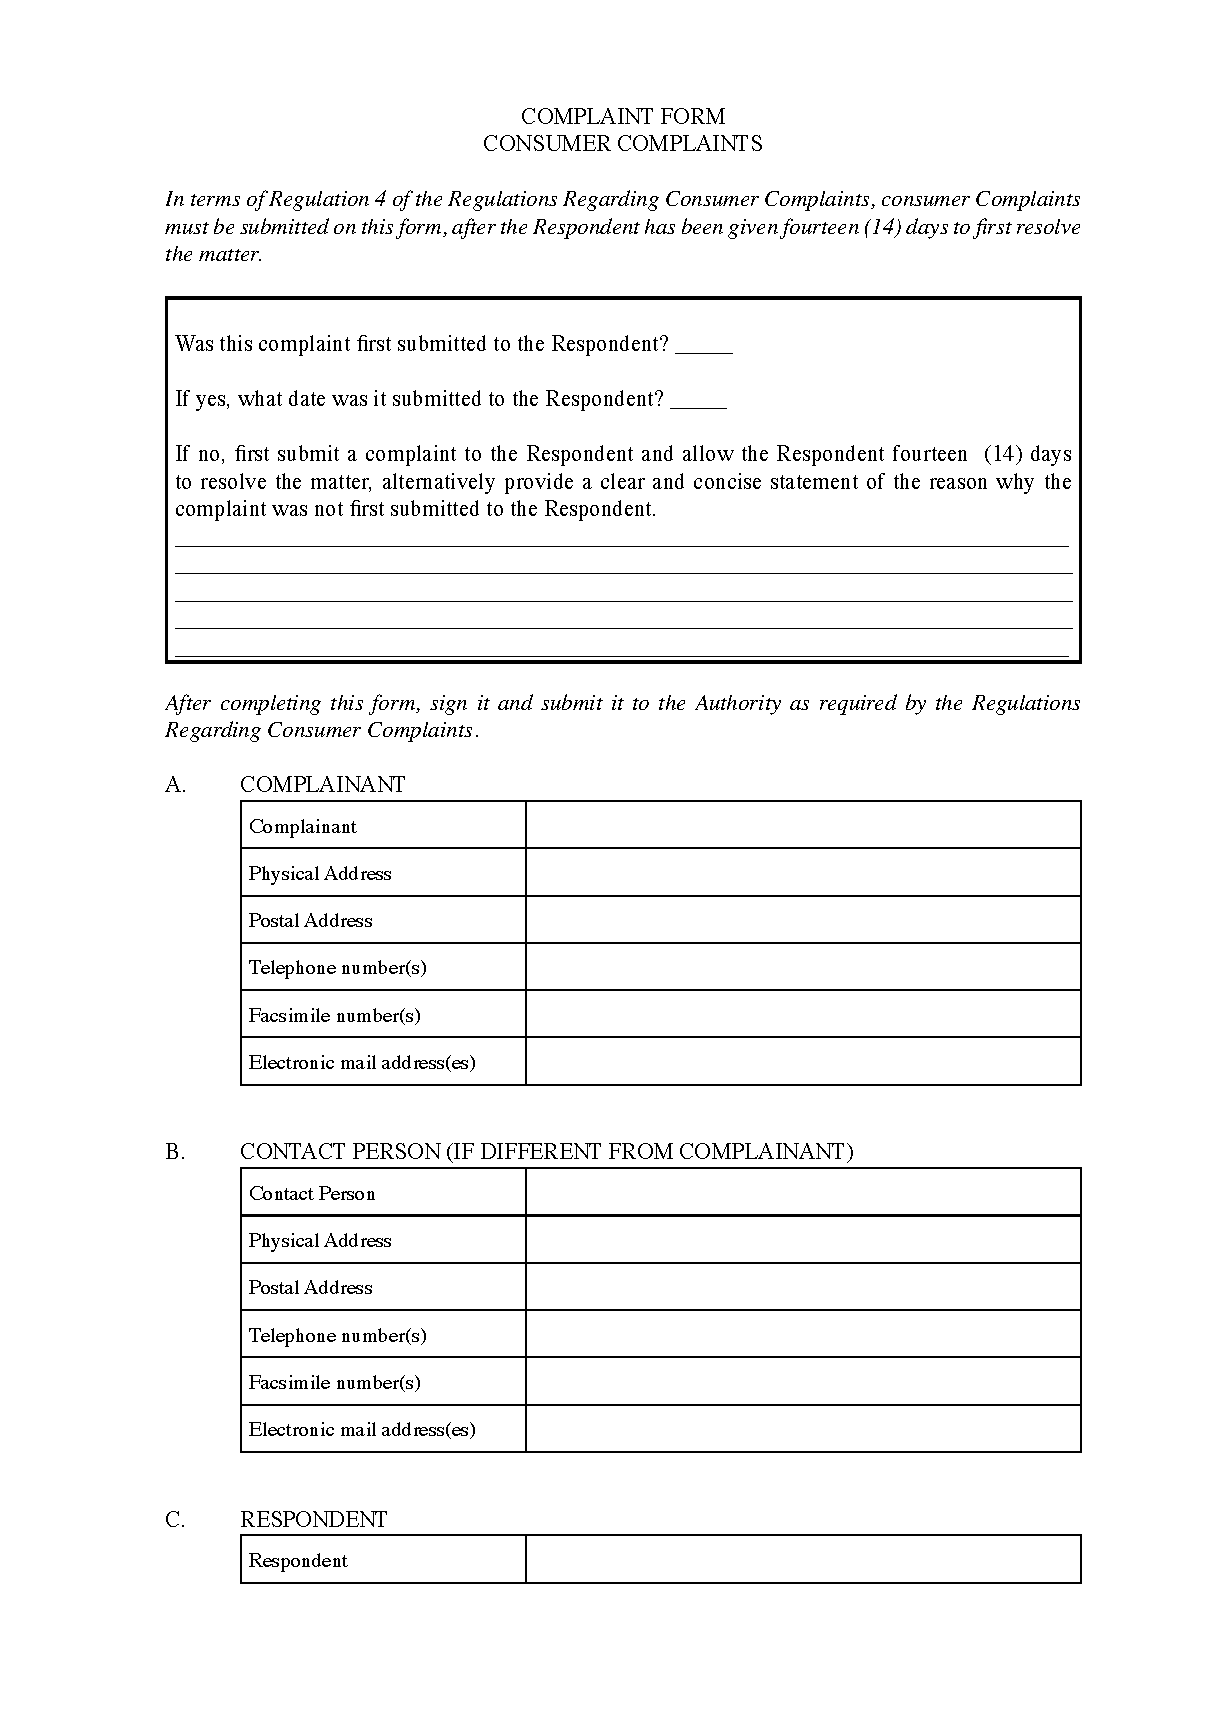 COMPLAINT FORM
CONSUMER COMPLAINTS
In terms of Regulation 4 of the Regulations Regarding Consumer Complaints, consumer Complaints
must be submitted on this form, after the Respondent has been given fourteen (14) days to first resolve
the matter.
Was this complaint first submitted to the Respondent? _____
If yes, what date was it submitted to the Respondent? _____
If no, first submit a complaint to the Respondent and allow the Respondent fourteen (14) days
to resolve the matter, alternatively provide a clear and concise statement of the reason why the
complaint was not first submitted to the Respondent.
After completing this form, sign it and submit it to the Authority as required by the Regulations
Regarding Consumer Complaints.
A. COMPLAINANT
Complainant
Physical Address
Postal Address
Telephone number(s)
Facsimile number(s)
Electronic mail address(es)
B. CONTACT PERSON (IF DIFFERENT FROM COMPLAINANT)
Contact Person
Physical Address
Postal Address
Telephone number(s)
Facsimile number(s)
Electronic mail address(es)
C. RESPONDENT
Respondent